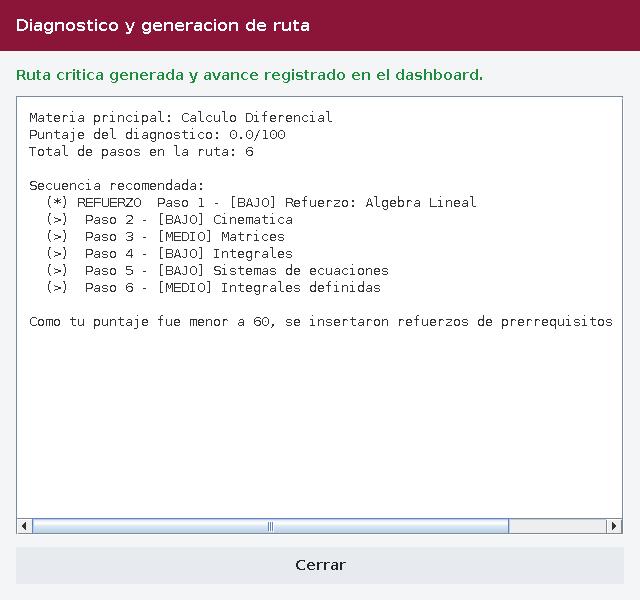 Diagnostico y generacion de ruta
Ruta critica generada y avance registrado en el dashboard.
Materia principal: Calculo Diferencial
Puntaje del diagnostico: 0.0/100
Total de pasos en la ruta: 6
Secuencia recomendada:
(*) REFUERZO  Paso 1 - [BAJO] Refuerzo: Algebra Lineal
(>)  Paso 2 - [BAJO] Cinematica
(>)  Paso 3 - [MEDIO] Matrices
(>)  Paso 4 - [BAJO] Integrales
(>)  Paso 5 - [BAJO] Sistemas de ecuaciones
(>)  Paso 6 - [MEDIO] Integrales definidas
Como tu puntaje fue menor a 60, se insertaron refuerzos de prerrequisitos
Cerrar